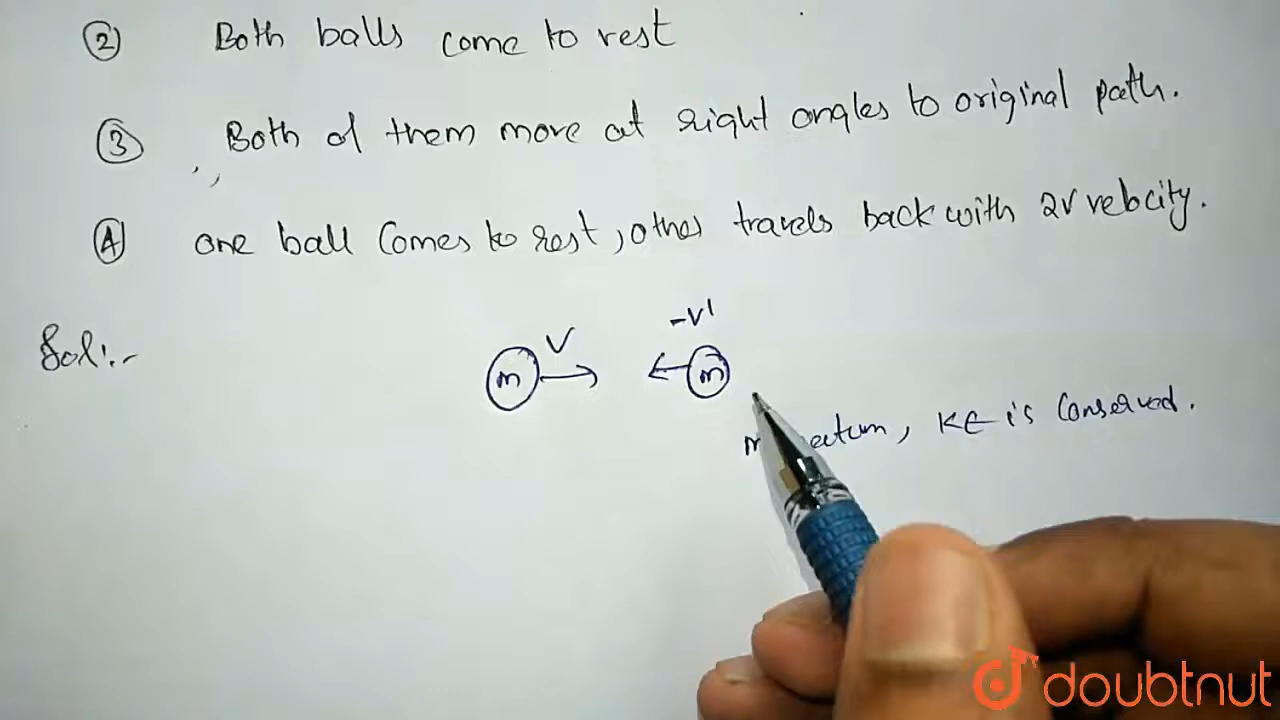 ② Both balls come to rest
③ Both of them move at right angles to original path.
④ one ball comes to rest, other travels back with 2v velocity.
Sol:-
V
-V'
m
m
KE is Conserved.
doubtnut